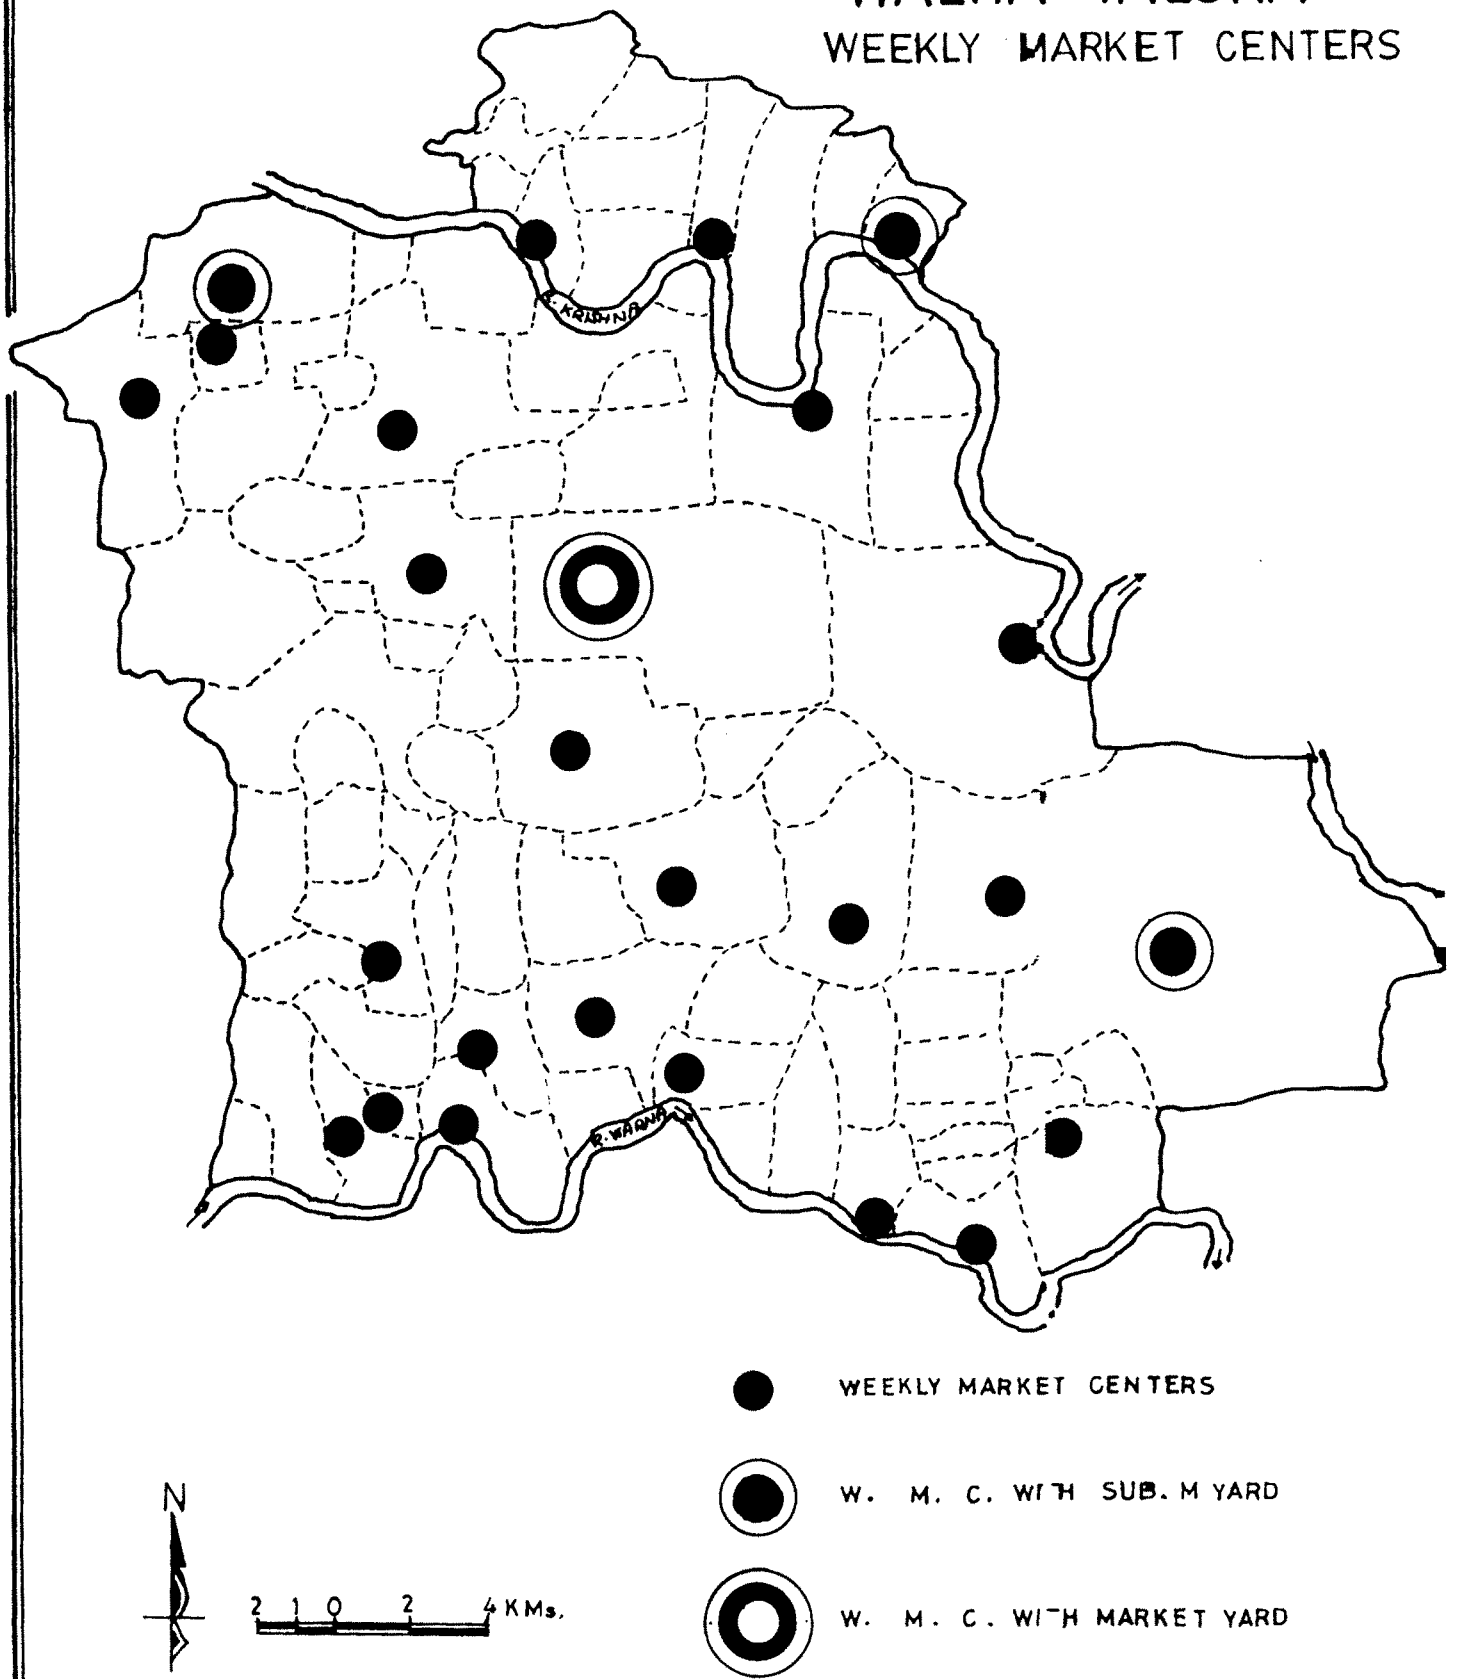 WEEKLY MARKET CENTERS
R. KRISHNA
R. WARNA
WEEKLY MARKET CENTERS
W. M. C. WITH SUB. M YARD
N
2 1 0 2 4 KMs.
W. M. C. WITH MARKET YARD